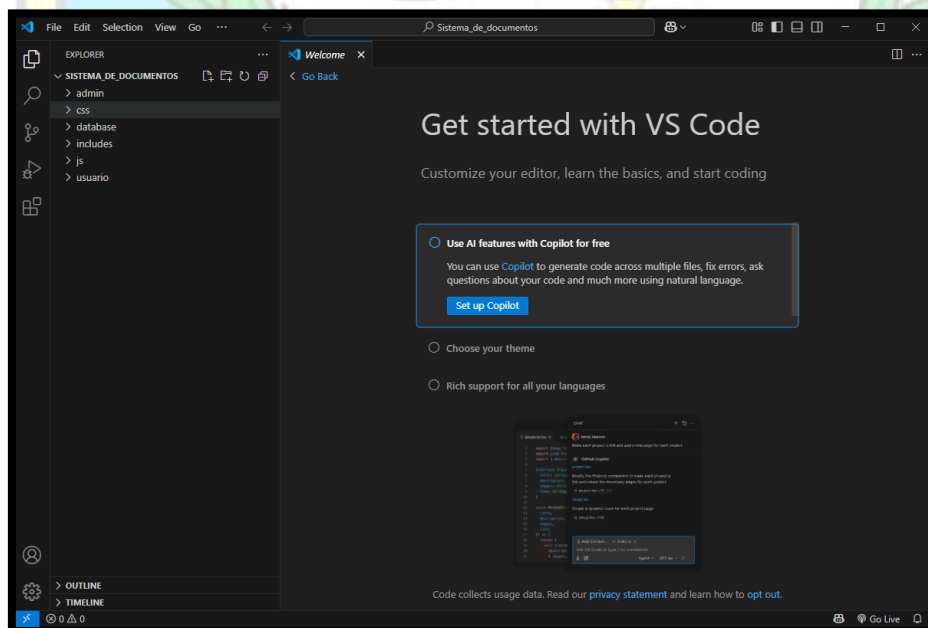 File Edit Selection View Go ··· Sistema_de_documentos
EXPLORER ···
Welcome
SISTEMA_DE_DOCUMENTOS
Go Back
admin
css
database
includes
js
usuario
Get started with VS Code
Customize your editor, learn the basics, and start coding
Use AI features with Copilot for free
You can use Copilot to generate code across multiple files, fix errors, ask
questions about your code and much more using natural language.
Set up Copilot
Choose your theme
Rich support for all your languages
OUTLINE
TIMELINE
Code collects usage data. Read our privacy statement and learn how to opt out.
0 0 Go Live